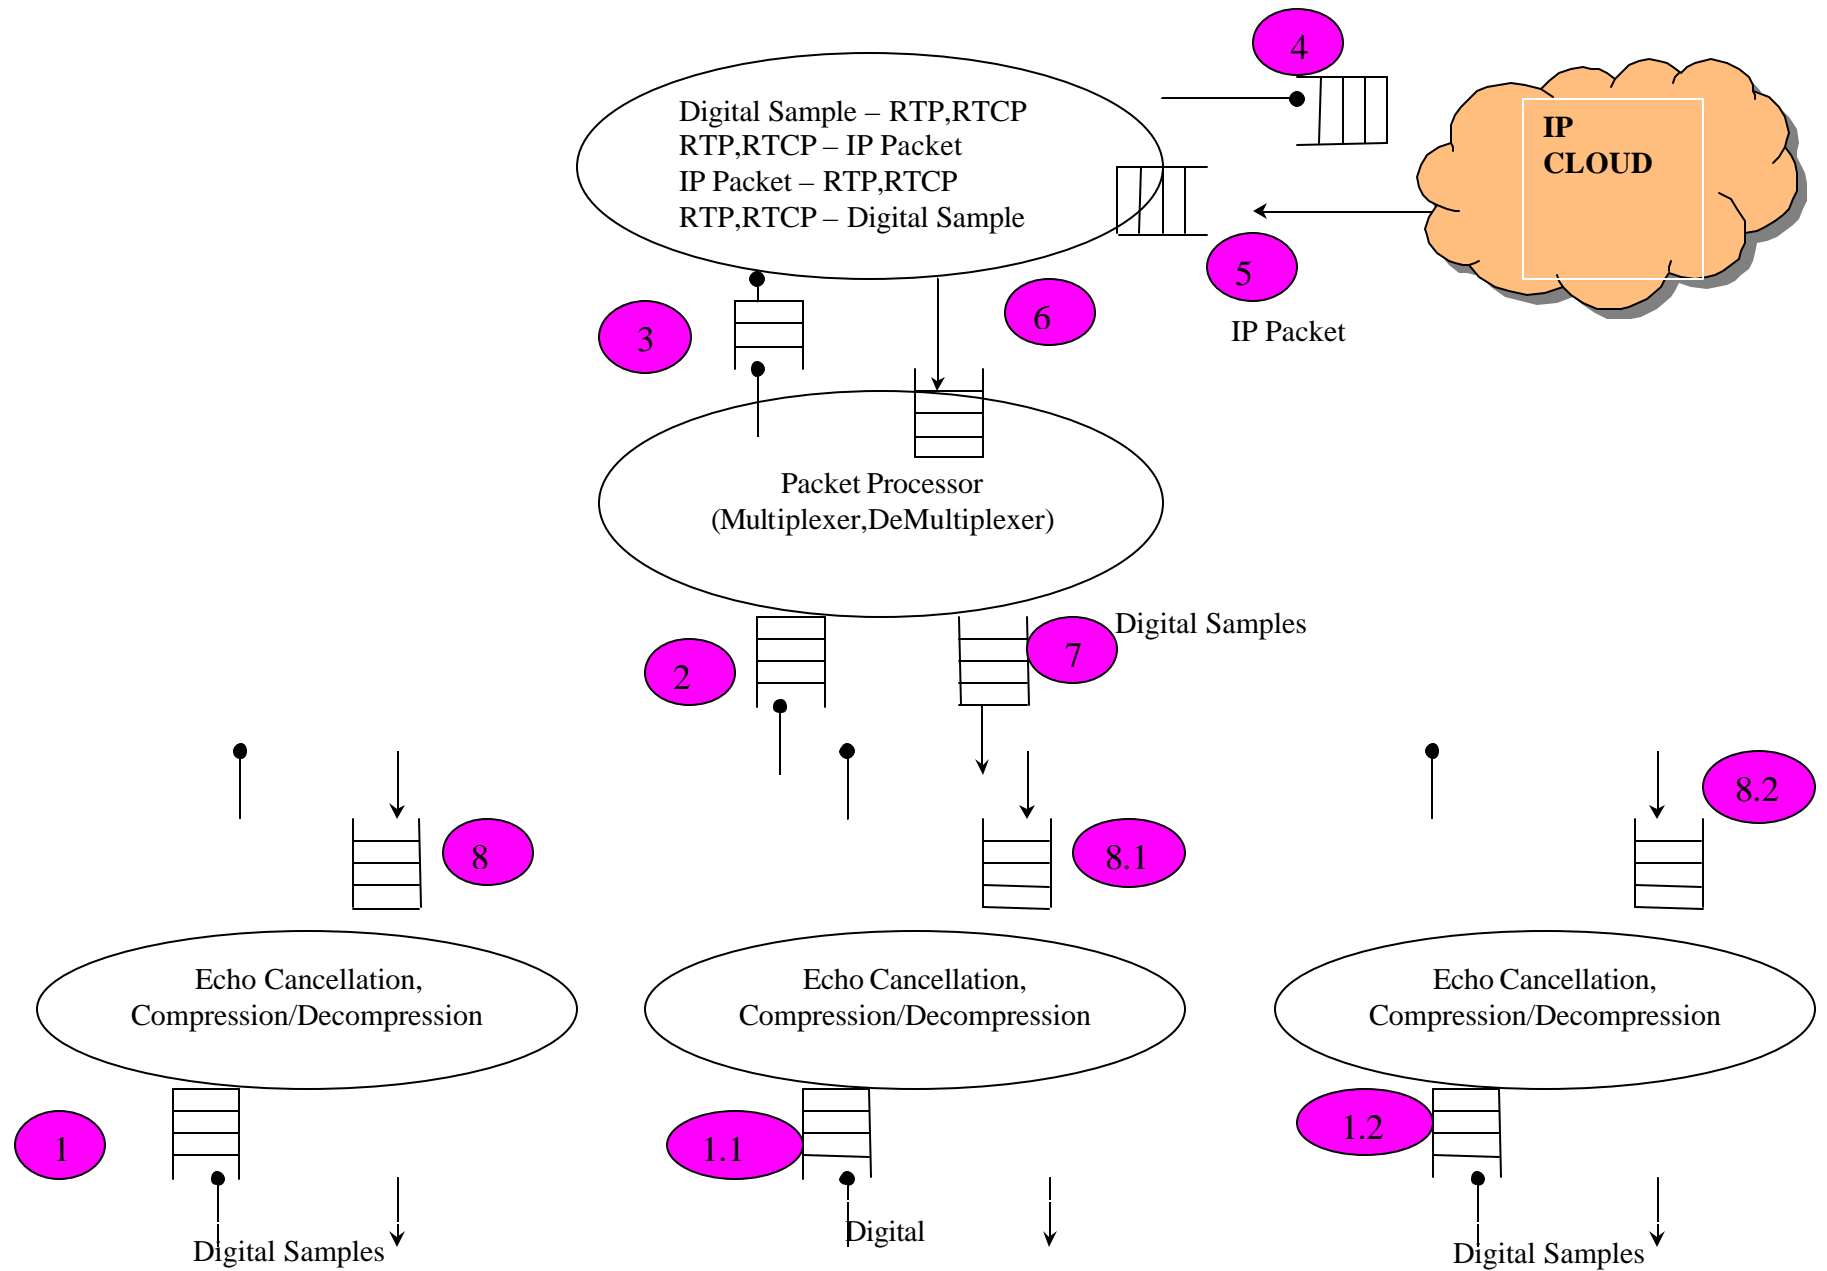 4
Digital Sample – RTP,RTCP
RTP,RTCP – IP Packet
IP Packet – RTP,RTCP
RTP,RTCP – Digital Sample
IP
CLOUD
5
IP Packet
3
6
Packet Processor
(Multiplexer,DeMultiplexer)
2
7
Digital Samples
8
8.1
8.2
Echo Cancellation,
Compression/Decompression
Echo Cancellation,
Compression/Decompression
Echo Cancellation,
Compression/Decompression
1
1.1
1.2
Digital Samples
Digital
Digital Samples